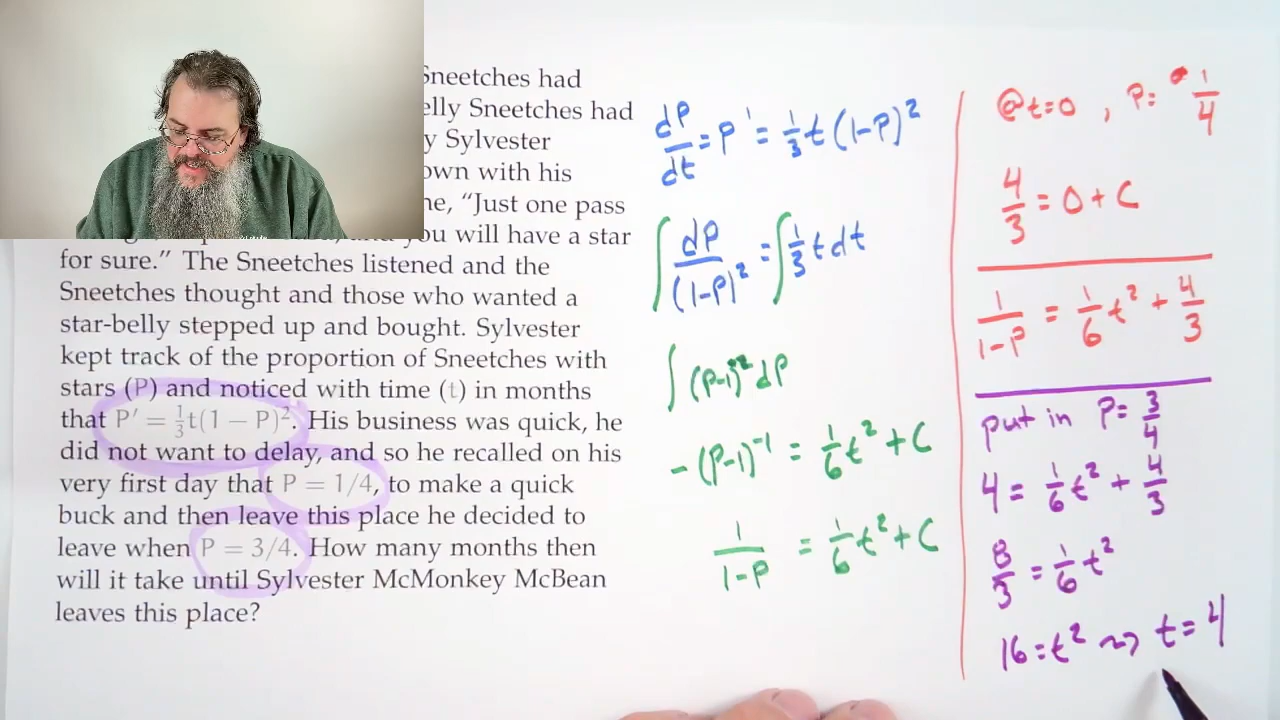 Sneetches had
elly Sneetches had
y Sylvester
own with his
ne, “Just one pass
you will have a star
for sure.” The Sneetches listened and the
Sneetches thought and those who wanted a
star-belly stepped up and bought. Sylvester
kept track of the proportion of Sneetches with
stars (P) and noticed with time (t) in months
that P′ = 1/3 t(1 − P)². His business was quick, he
did not want to delay, and so he recalled on his
very first day that P = 1/4, to make a quick
buck and then leave this place he decided to
leave when P = 3/4. How many months then
will it take until Sylvester McMonkey McBean
leaves this place?
dP/dt = P' = 1/3 t (1-P)²
∫ dP/(1-P)² = ∫ 1/3 t dt
∫ (P-1)⁻² dP
-(P-1)⁻¹ = 1/6 t² + C
1/(1-P) = 1/6 t² + C
@ t=0 , P= 1/4
4/3 = 0 + C
1/(1-P) = 1/6 t² + 4/3
put in P= 3/4
4 = 1/6 t² + 4/3
8/3 = 1/6 t²
16 = t² ⇝ t = 4